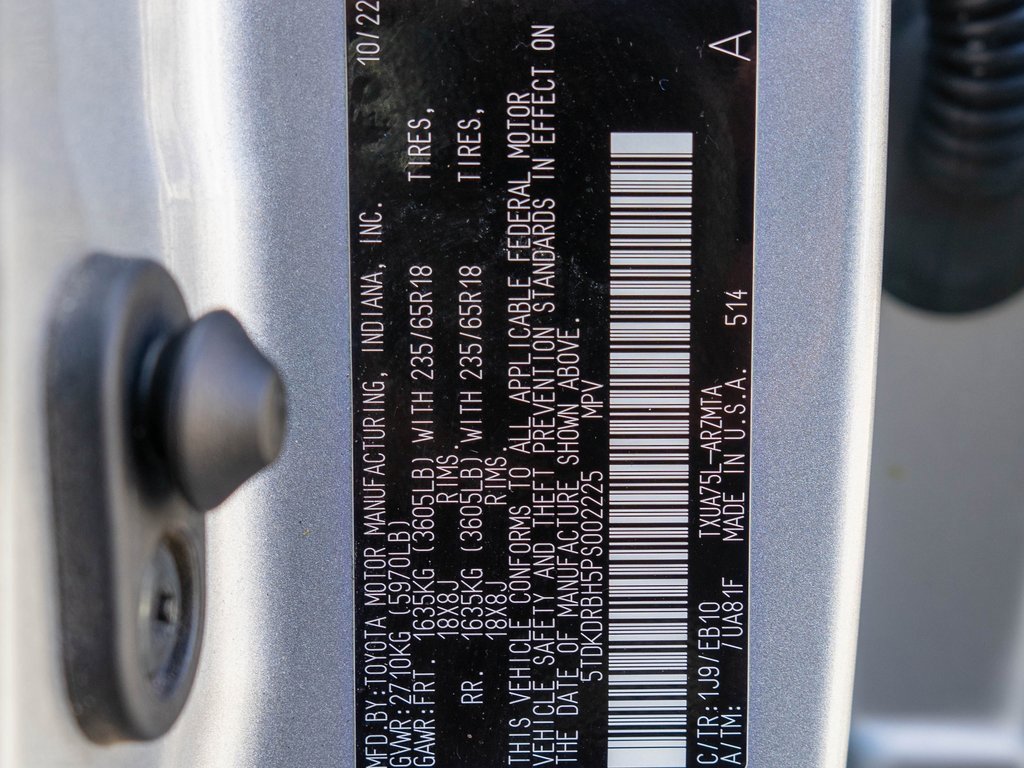 MFD.BY:TOYOTA MOTOR MANUFACTURING, INDIANA, INC. 10/22
GVWR:2710KG (5970LB)
GAWR:FRT. 1635KG (3605LB) WITH 235/65R18 TIRES,
18X8J RIMS.
RR. 1635KG (3605LB) WITH 235/65R18 TIRES,
18X8J RIMS.
THIS VEHICLE CONFORMS TO ALL APPLICABLE FEDERAL MOTOR
VEHICLE SAFETY AND THEFT PREVENTION STANDARDS IN EFFECT ON
THE DATE OF MANUFACTURE SHOWN ABOVE.
5TDKDRBH5PS002225 MPV
C/TR: 1J9/EB10 TXUA75L-ARZMTA
A/TM: /UA81F MADE IN U.S.A. 514 A